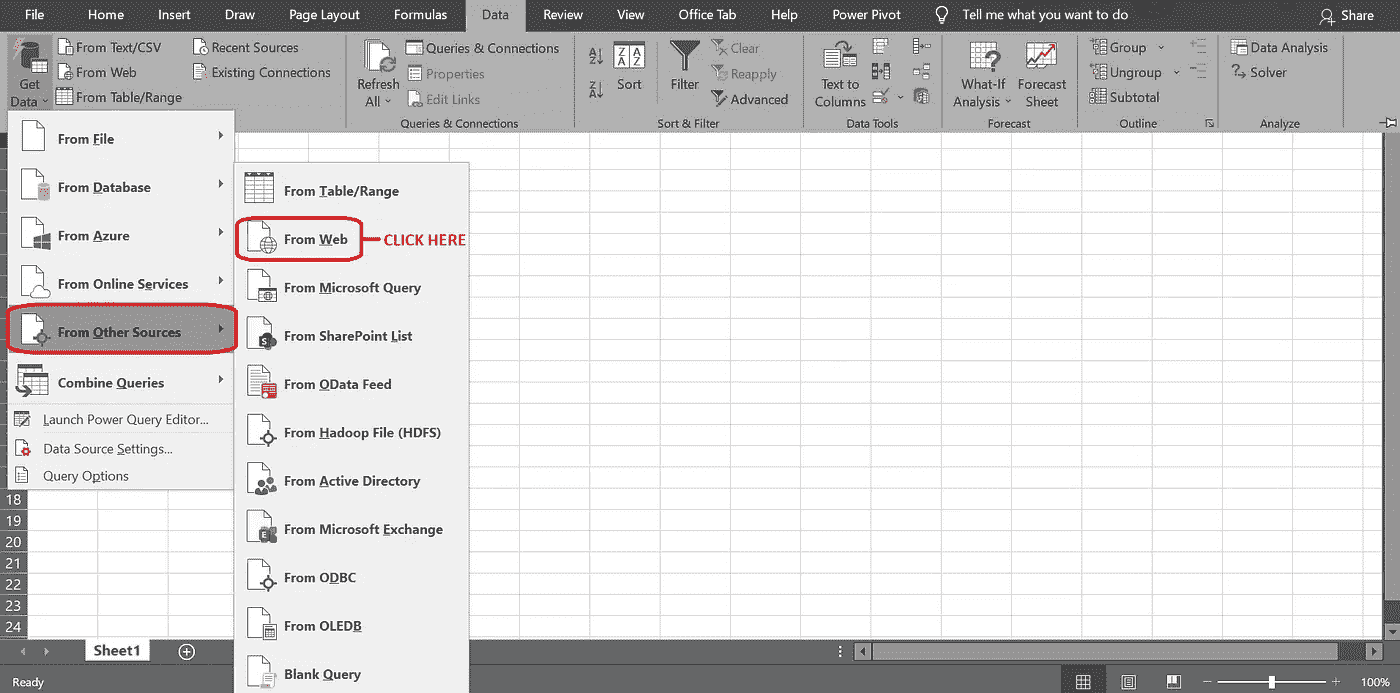 File Home Insert Draw Page Layout Formulas Data Review View Office Tab Help Power Pivot Tell me what you want to do Share
Get Data
From Text/CSV
From Web
From Table/Range
Recent Sources
Existing Connections
Refresh All
Queries & Connections
Properties
Edit Links
Queries & Connections
Sort
Filter
Clear
Reapply
Advanced
Sort & Filter
Text to Columns
Data Tools
What-If Analysis
Forecast Sheet
Forecast
Group
Ungroup
Subtotal
Outline
Data Analysis
Solver
Analyze
From File
From Database
From Azure
From Online Services
From Other Sources
Combine Queries
Launch Power Query Editor...
Data Source Settings...
Query Options
From Table/Range
From Web CLICK HERE
From Microsoft Query
From SharePoint List
From OData Feed
From Hadoop File (HDFS)
From Active Directory
From Microsoft Exchange
From ODBC
From OLEDB
Blank Query
18
19
20
21
22
23
24
Sheet1
Ready 100%